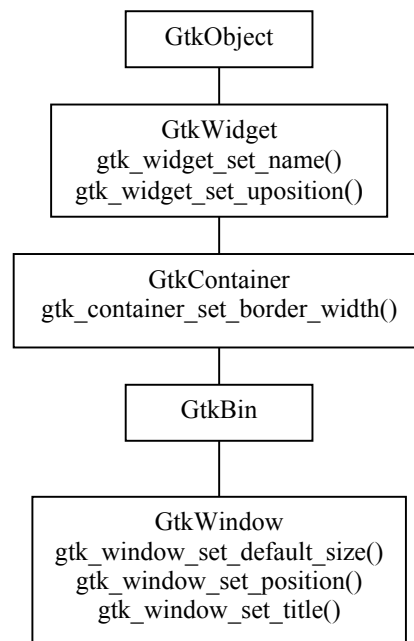 GtkObject
GtkWidget
gtk_widget_set_name()
gtk_widget_set_uposition()
GtkContainer
gtk_container_set_border_width()
GtkBin
GtkWindow
gtk_window_set_default_size()
gtk_window_set_position()
gtk_window_set_title()